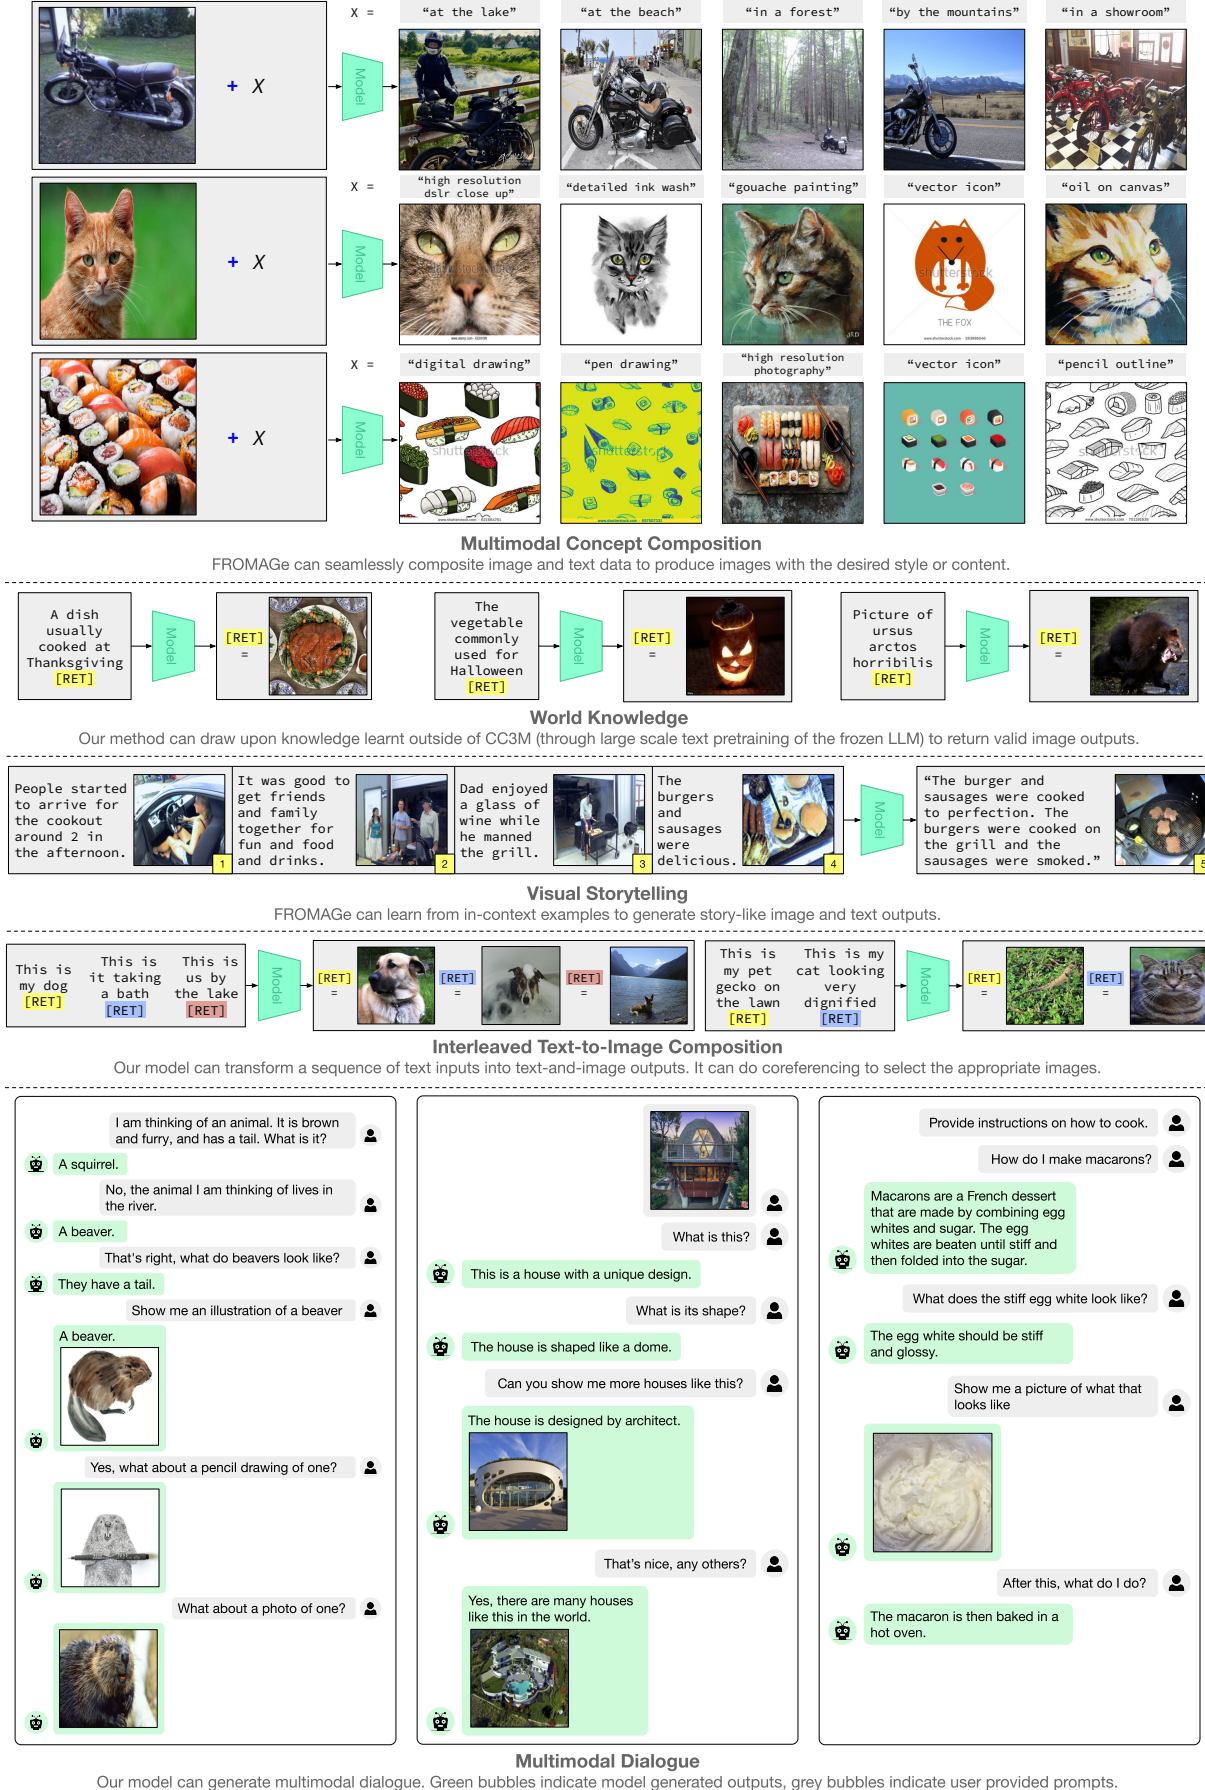 X =
“at the lake”
“at the beach”
“in a forest”
“by the mountains”
“in a showroom”
+ X
Model
X =
“high resolution
dslr close up”
“detailed ink wash”
“gouache painting”
“vector icon”
“oil on canvas”
+ X
Model
shutterstock
THE FOX
X =
“digital drawing”
“pen drawing”
“high resolution
photography”
“vector icon”
“pencil outline”
+ X
Model
shutterstock
shutterstock
shutterstock
Multimodal Concept Composition
FROMAGe can seamlessly composite image and text data to produce images with the desired style or content.
A dish
usually
cooked at
Thanksgiving
[RET]
Model
[RET]
=
The
vegetable
commonly
used for
Halloween
[RET]
Model
[RET]
=
Picture of
ursus
arctos
horribilis
[RET]
Model
[RET]
=
World Knowledge
Our method can draw upon knowledge learnt outside of CC3M (through large scale text pretraining of the frozen LLM) to return valid image outputs.
People started
to arrive for
the cookout
around 2 in
the afternoon.
1
It was good to
get friends
and family
together for
fun and food
and drinks.
2
Dad enjoyed
a glass of
wine while
he manned
the grill.
3
The
burgers
and
sausages
were
delicious.
4
Model
“The burger and
sausages were cooked
to perfection. The
burgers were cooked on
the grill and the
sausages were smoked.”
5
Visual Storytelling
FROMAGe can learn from in-context examples to generate story-like image and text outputs.
This is
my dog
[RET]
This is
it taking
a bath
[RET]
This is
us by
the lake
[RET]
Model
[RET]
=
[RET]
=
[RET]
=
This is
my pet
gecko on
the lawn
[RET]
This is my
cat looking
very
dignified
[RET]
Model
[RET]
=
[RET]
=
Interleaved Text-to-Image Composition
Our model can transform a sequence of text inputs into text-and-image outputs. It can do coreferencing to select the appropriate images.
I am thinking of an animal. It is brown
and furry, and has a tail. What is it?
A squirrel.
No, the animal I am thinking of lives in
the river.
A beaver.
That's right, what do beavers look like?
They have a tail.
Show me an illustration of a beaver
A beaver.
Yes, what about a pencil drawing of one?
What about a photo of one?
What is this?
This is a house with a unique design.
What is its shape?
The house is shaped like a dome.
Can you show me more houses like this?
The house is designed by architect.
That’s nice, any others?
Yes, there are many houses
like this in the world.
Provide instructions on how to cook.
How do I make macarons?
Macarons are a French dessert
that are made by combining egg
whites and sugar. The egg
whites are beaten until stiff and
then folded into the sugar.
What does the stiff egg white look like?
The egg white should be stiff
and glossy.
Show me a picture of what that
looks like
After this, what do I do?
The macaron is then baked in a
hot oven.
Multimodal Dialogue
Our model can generate multimodal dialogue. Green bubbles indicate model generated outputs, grey bubbles indicate user provided prompts.